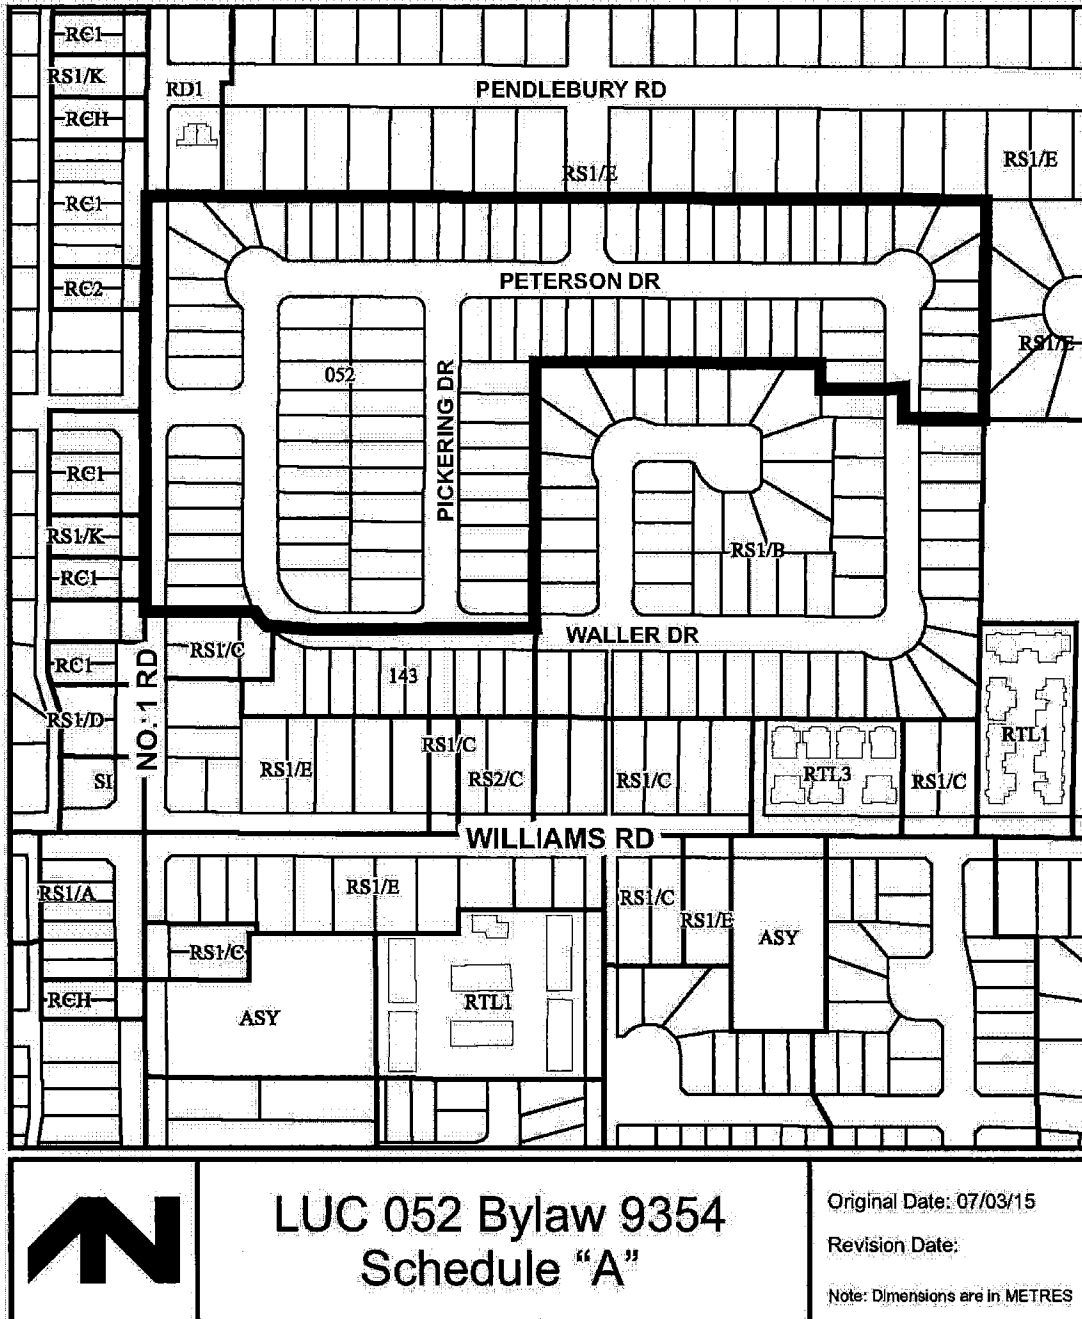 RC1
RS1/K
RD1
PENDLEBURY RD
RCH
RS1/E
RS1/E
RC1
PETERSON DR
RC2
RS1/E
052
PICKERING DR
RC1
RS1/K
RS1/B
RC1
WALLER DR
RS1/C
RC1
143
NO. 1 RD
RS1/D
RTL1
RS1/C
RS1/E
RS2/C
RS1/C
RTL3
RS1/C
SI
WILLIAMS RD
RS1/E
RS1/A
RS1/C
RS1/E
ASY
RS1/C
RCH
RTL1
ASY
N
LUC 052 Bylaw 9354
Schedule “A”
Original Date: 07/03/15
Revision Date:
Note: Dimensions are in METRES